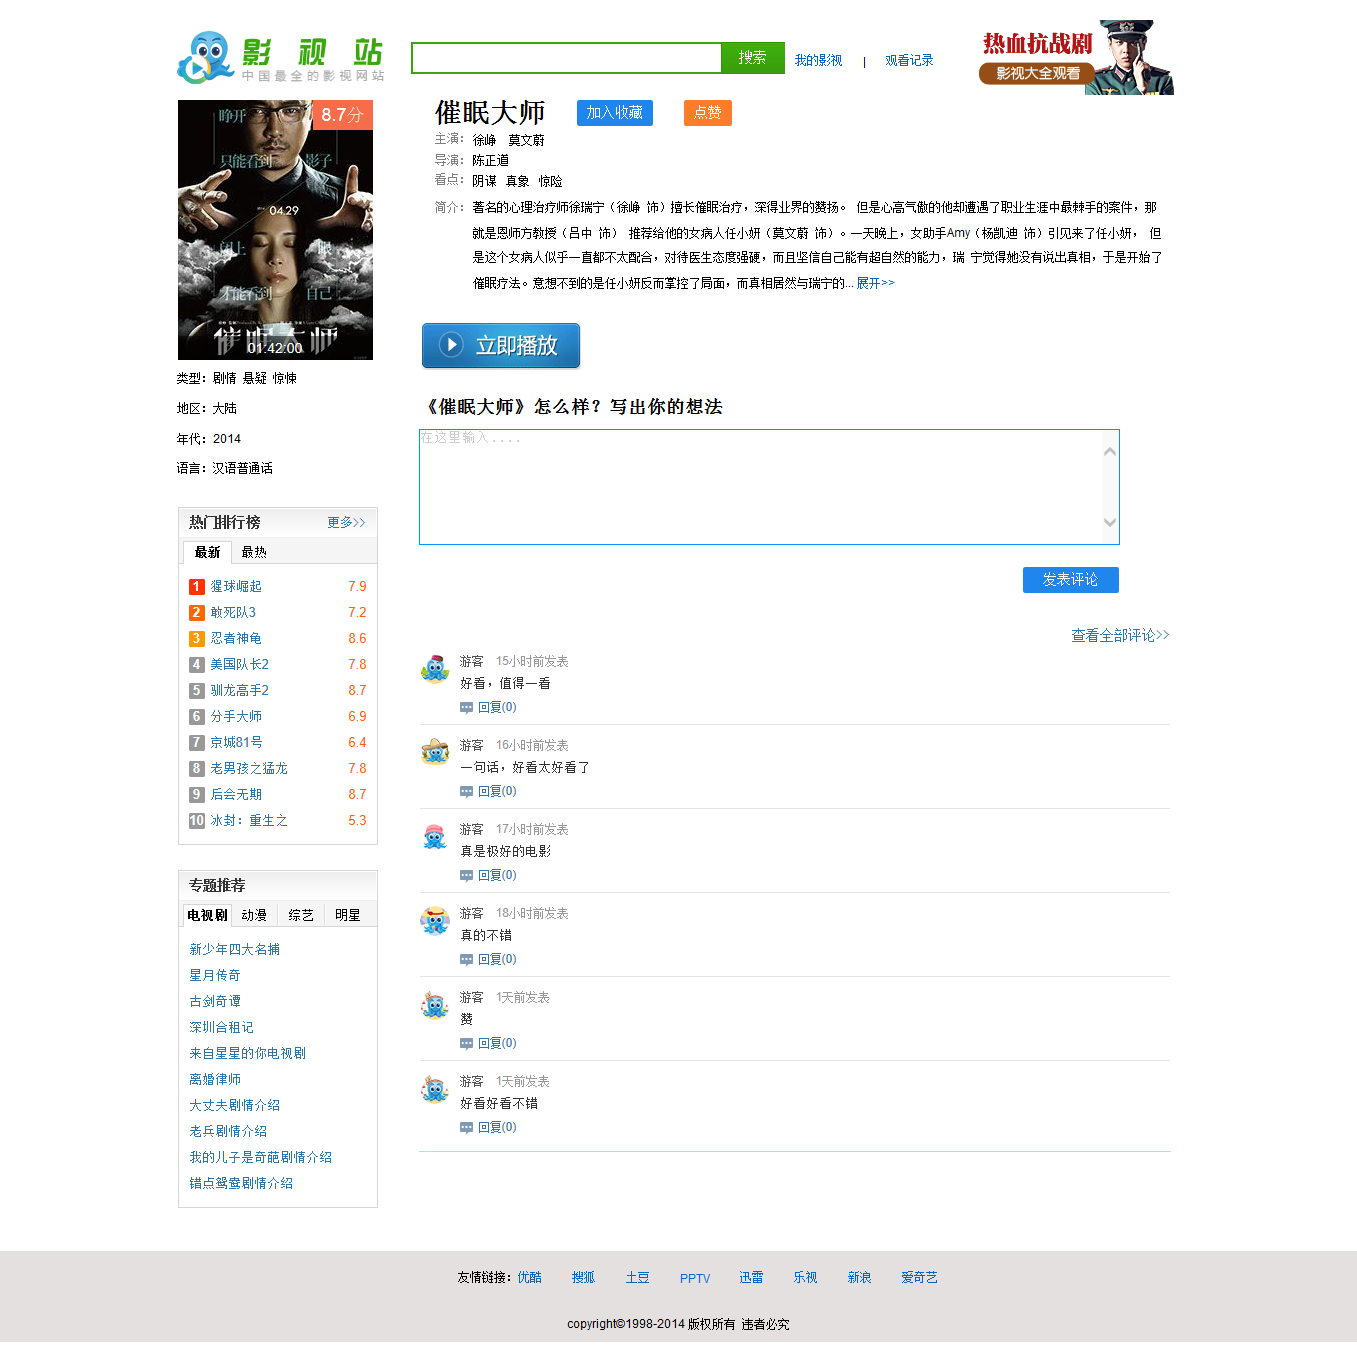 影视站
中国最全的影视网站
搜索
我的影视 | 观看记录
热血抗战剧
影视大全观看
睁开
8.7分
只能看到 影子
04.29
闭上 眼
才能看到 自己
催眠大师
01:42:00
类型：剧情 悬疑 惊悚
地区：大陆
年代：2014
语言：汉语普通话
催眠大师 加入收藏 点赞
主演：徐峥 莫文蔚
导演：陈正道
看点：阴谋 真象 惊险
简介：著名的心理治疗师徐瑞宁（徐峥 饰）擅长催眠治疗，深得业界的赞扬。 但是心高气傲的他却遭遇了职业生涯中最棘手的案件，那
就是恩师方教授（吕中 饰） 推荐给他的女病人任小妍（莫文蔚 饰）。一天晚上，女助手Amy（杨凯迪 饰）引见来了任小妍， 但
是这个女病人似乎一直都不太配合，对待医生态度强硬，而且坚信自己能有超自然的能力，瑞 宁觉得她没有说出真相，于是开始了
催眠疗法。意想不到的是任小妍反而掌控了局面，而真相居然与瑞宁的... 展开>>
立即播放
《催眠大师》怎么样？写出你的想法
在这里输入....
发表评论
查看全部评论>>
游客 15小时前发表
好看，值得一看
回复(0)
游客 16小时前发表
一句话，好看太好看了
回复(0)
游客 17小时前发表
真是极好的电影
回复(0)
游客 18小时前发表
真的不错
回复(0)
游客 1天前发表
赞
回复(0)
游客 1天前发表
好看好看不错
回复(0)
热门排行榜 更多>>
最新 最热
1 猩球崛起 7.9
2 敢死队3 7.2
3 忍者神龟 8.6
4 美国队长2 7.8
5 驯龙高手2 8.7
6 分手大师 6.9
7 京城81号 6.4
8 老男孩之猛龙 7.8
9 后会无期 8.7
10 冰封：重生之 5.3
专题推荐
电视剧 动漫 综艺 明星
新少年四大名捕
星月传奇
古剑奇谭
深圳合租记
来自星星的你电视剧
离婚律师
大丈夫剧情介绍
老兵剧情介绍
我的儿子是奇葩剧情介绍
错点鸳鸯剧情介绍
友情链接：优酷 搜狐 土豆 PPTV 迅雷 乐视 新浪 爱奇艺
copyright©1998-2014 版权所有 违者必究